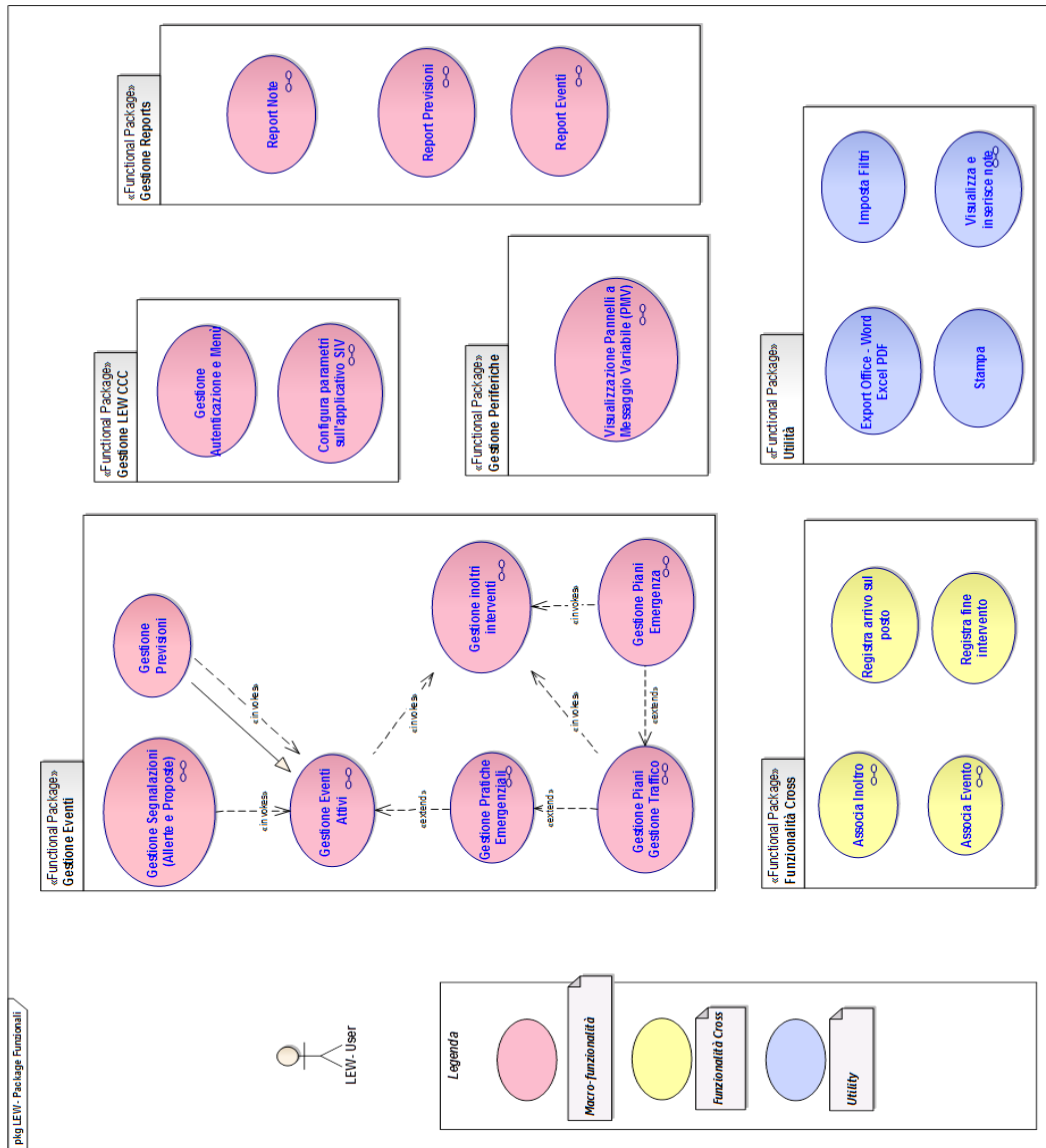 pkg LEW- Package Funzionali
LEW- User
Legenda
Macro-funzionalità
Funzionalità Cross
Utility
«Functional Package»
Gestione Eventi
Gestione Segnalazioni
(Allerte e Proposte)
Gestione
Previsioni
«invokes»
«invokes»
Gestione Eventi
Attivi
«invokes»
«extend»
Gestione Pratiche
Emergenziali
Gestione inoltri
interventi
«extend»
«invokes»
«invokes»
Gestione Piani
Gestione Traffico
«extend»
Gestione Piani
Emergenza
«Functional Package»
Gestione LEW CCC
Gestione
Autenticazione e Menù
Configura parametri
sull'applicativo SIV
«Functional Package»
Gestione Reports
Report Note
Report Previsioni
Report Eventi
«Functional Package»
Gestione Periferiche
Visualizzazione Pannelli a
Messaggio Variabile (PMV)
«Functional Package»
Funzionalità Cross
Associa Inoltro
Registra arrivo sul
posto
Associa Evento
Registra fine
intervento
«Functional Package»
Utilità
Export Office - Word
Excel PDF
Imposta Filtri
Stampa
Visualizza e
inserisce note